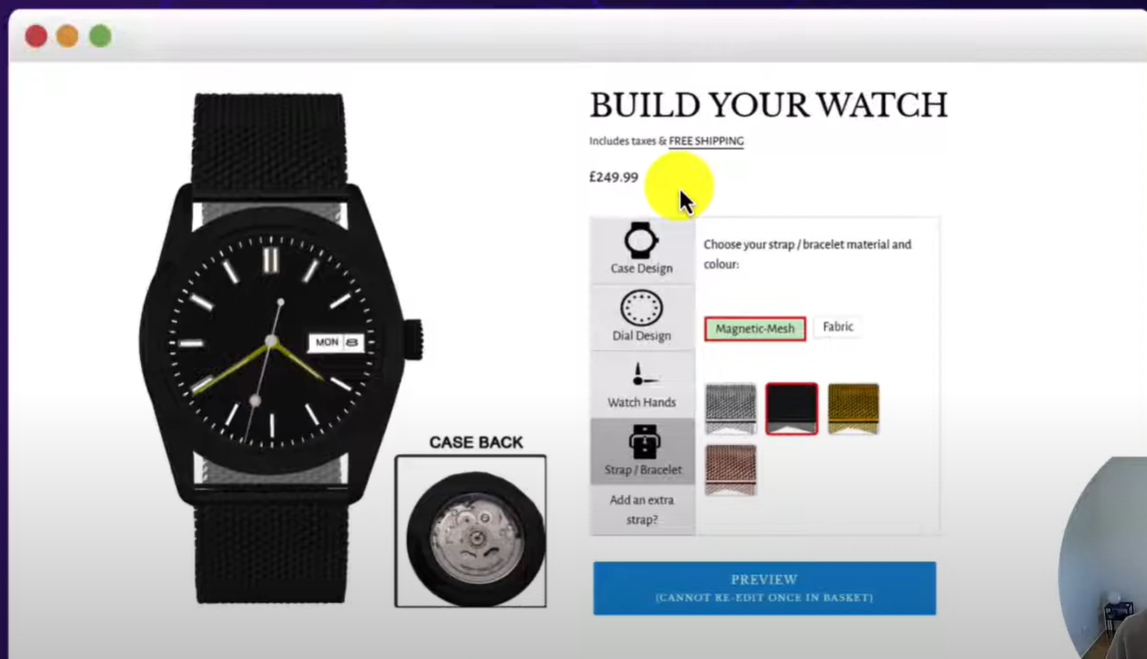 BUILD YOUR WATCH
Includes taxes & FREE SHIPPING
£249.99
Case Design
Dial Design
Watch Hands
Strap / Bracelet
Add an extra
strap?
Choose your strap / bracelet material and
colour:
Magnetic-Mesh
Fabric
MON 8
CASE BACK
PREVIEW
[CANNOT RE-EDIT ONCE IN BASKET]